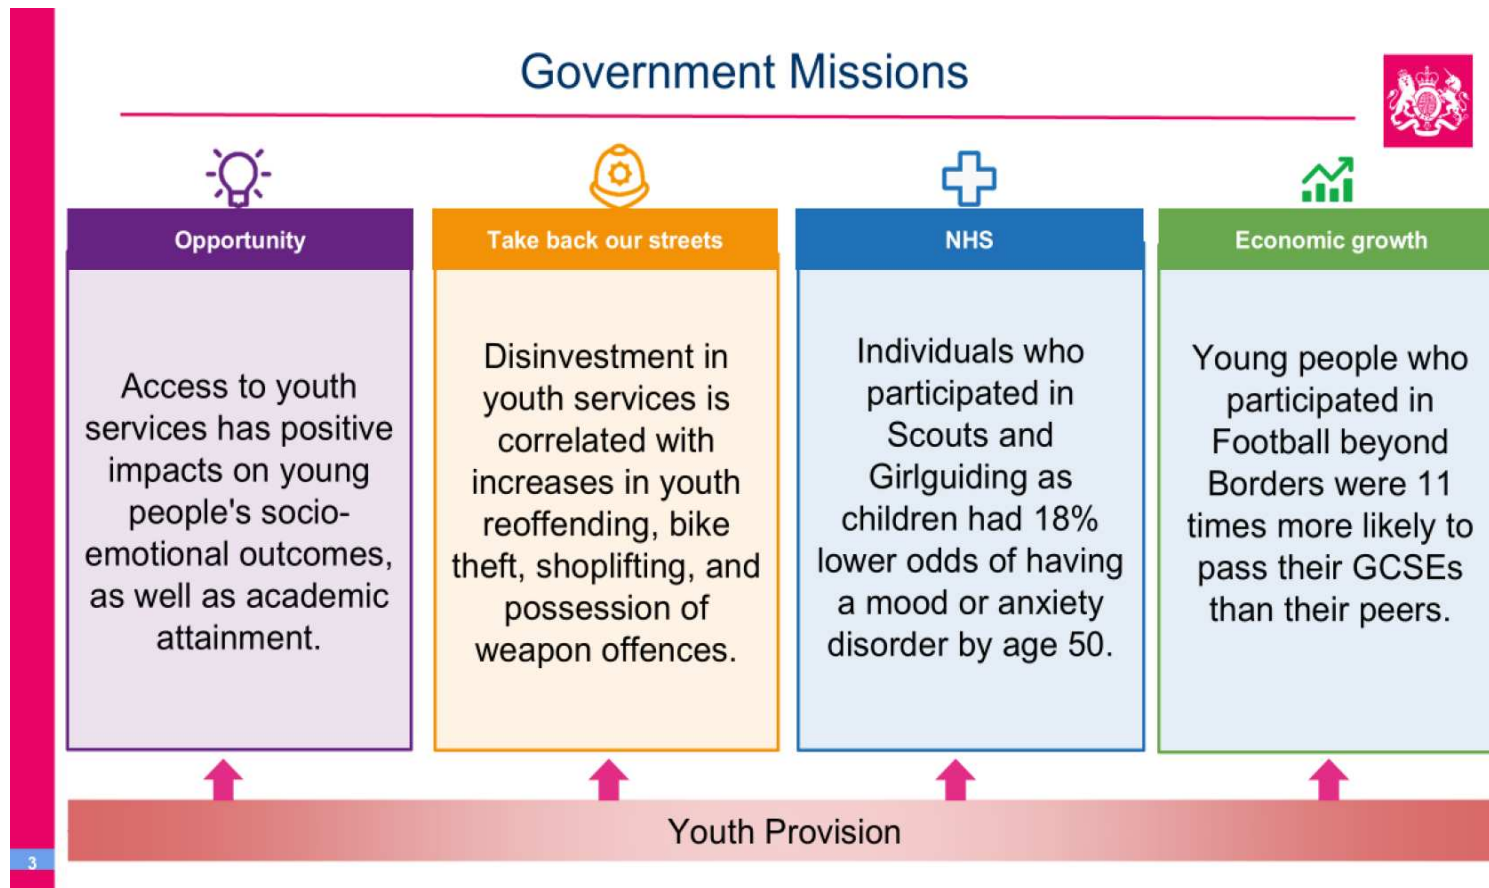 Government Missions
Opportunity
Access to youth
services has positive
impacts on young
people's socio-
emotional outcomes,
as well as academic
attainment.
Take back our streets
Disinvestment in
youth services is
correlated with
increases in youth
reoffending, bike
theft, shoplifting, and
possession of
weapon offences.
NHS
Individuals who
participated in
Scouts and
Girlguiding as
children had 18%
lower odds of having
a mood or anxiety
disorder by age 50.
Economic growth
Young people who
participated in
Football beyond
Borders were 11
times more likely to
pass their GCSEs
than their peers.
Youth Provision
3